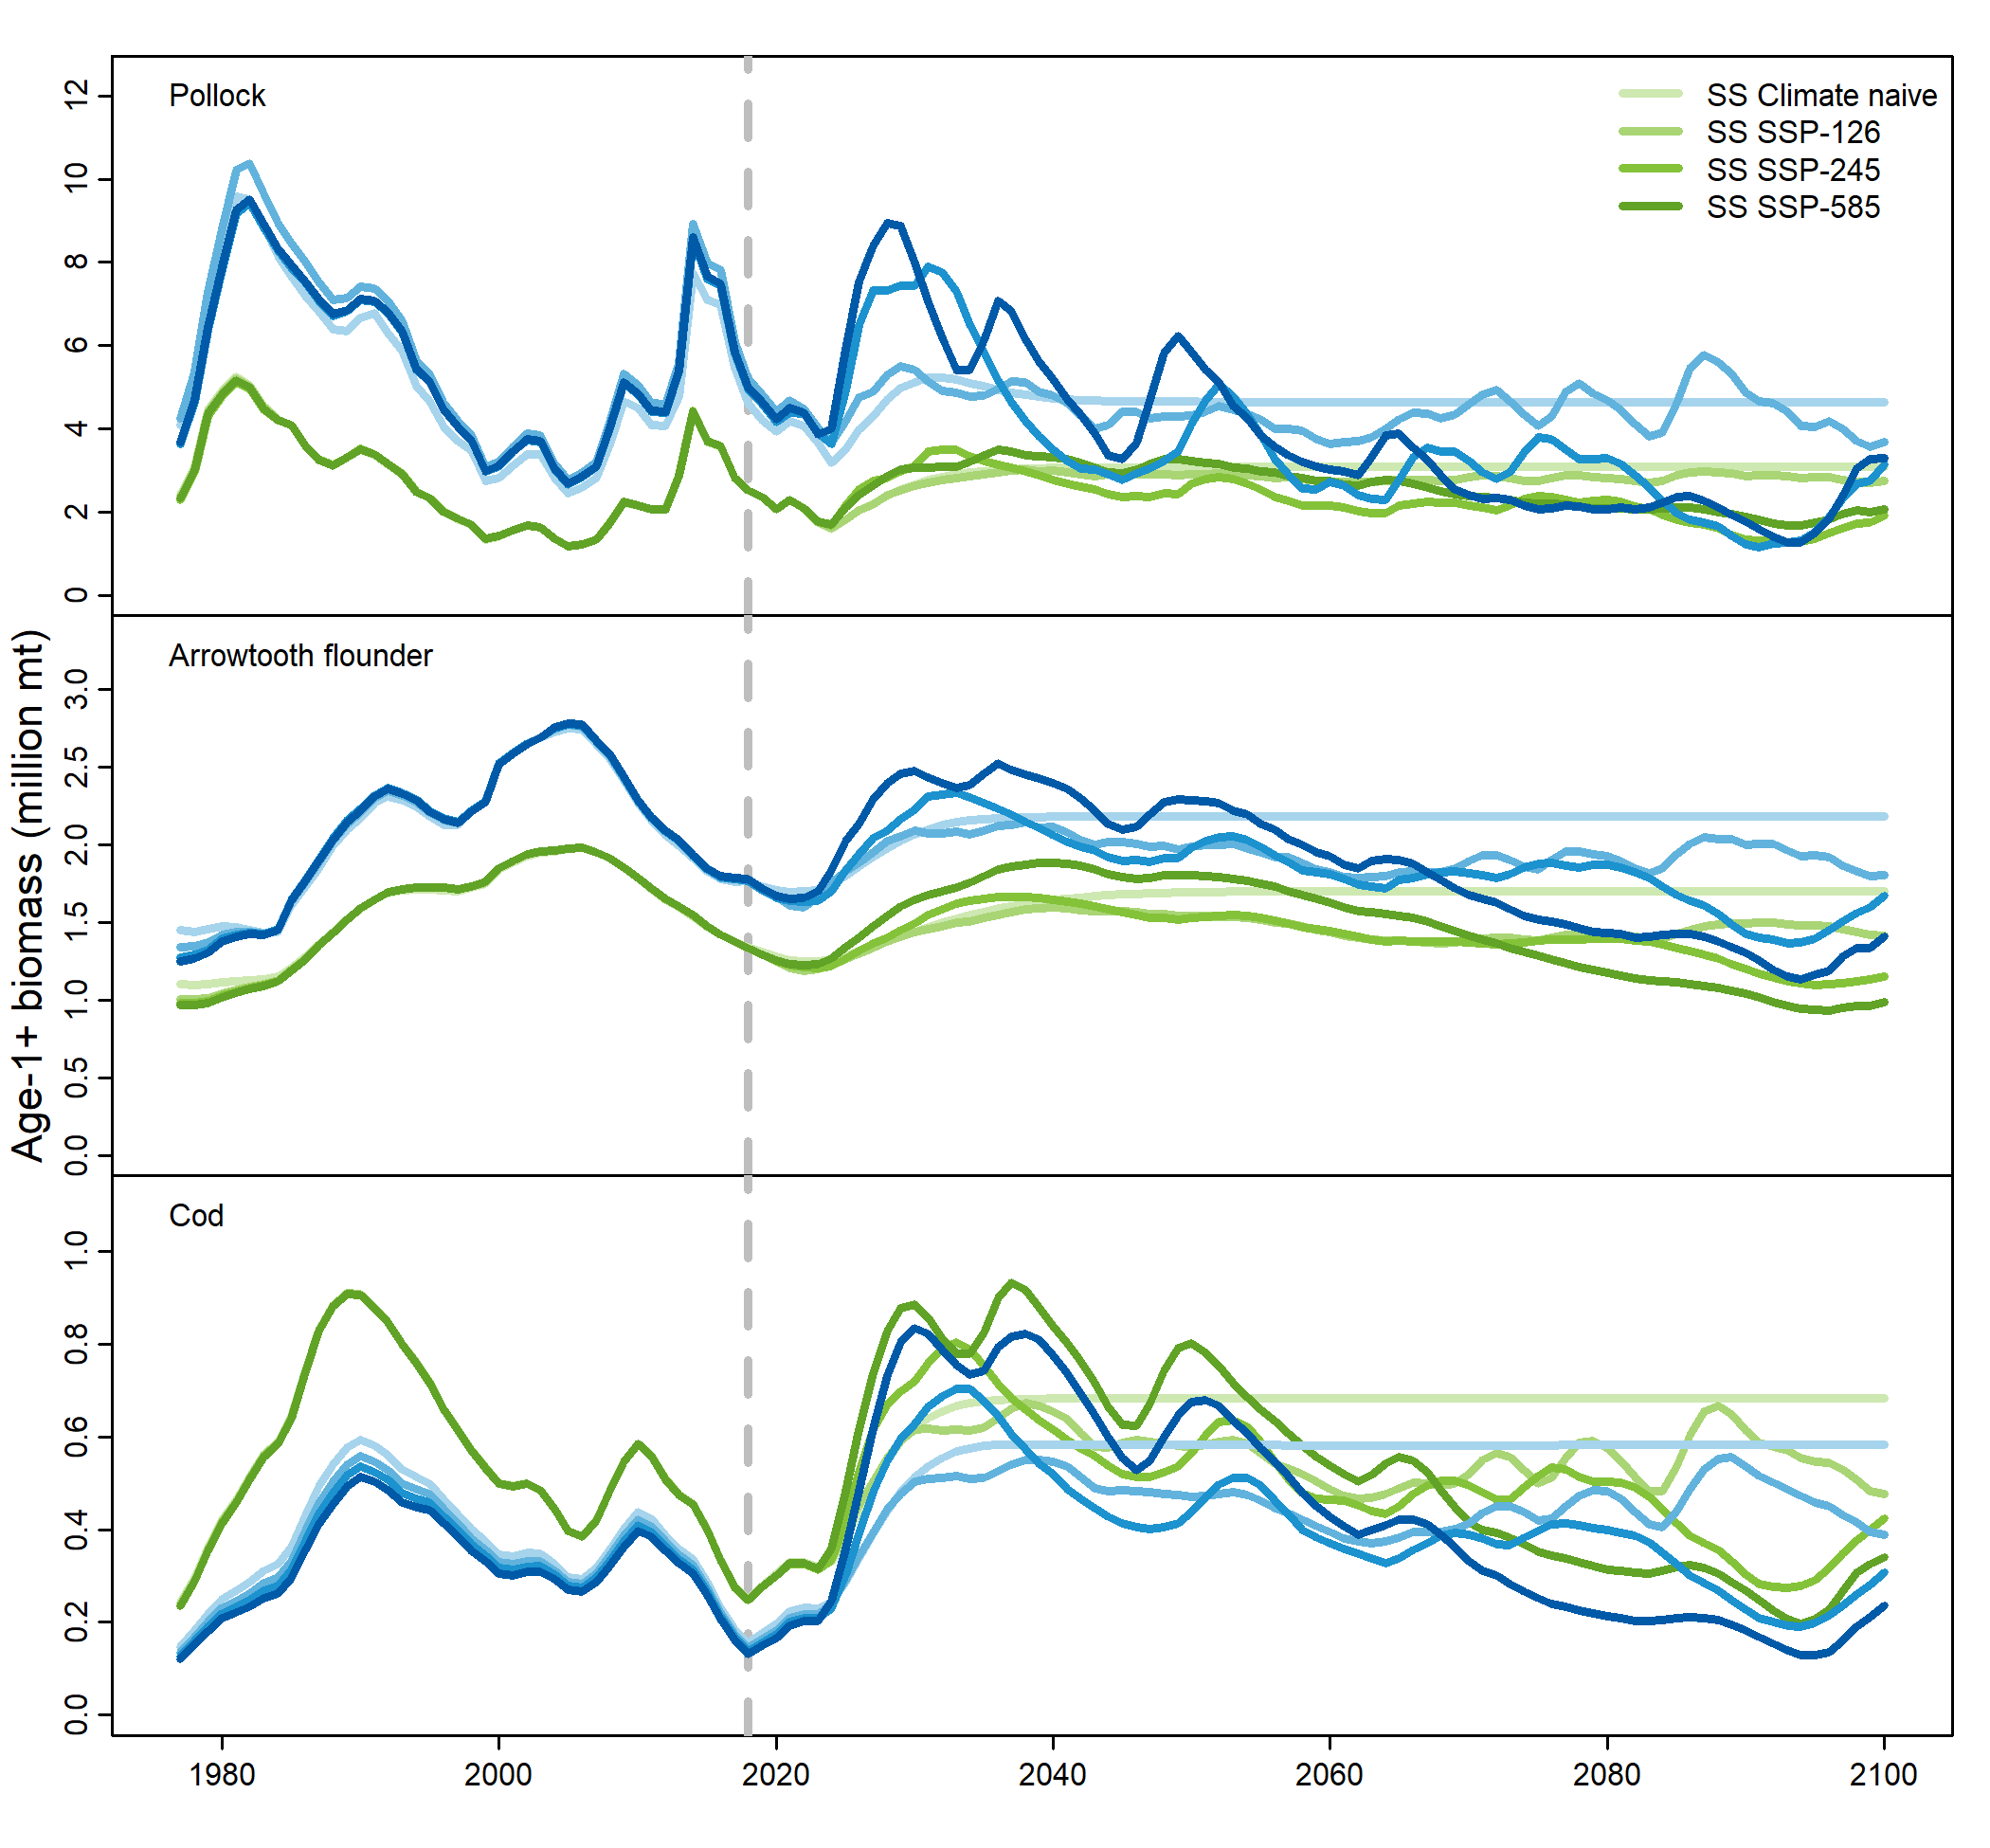 Pollock
SS Climate naive
SS SSP-126
SS SSP-245
SS SSP-585
12
10
8
6
4
2
0
Arrowtooth flounder
3.0
2.5
2.0
1.5
1.0
0.5
0.0
Age-1+ biomass (million mt)
Cod
1.0
0.8
0.6
0.4
0.2
0.0
1980 2000 2020 2040 2060 2080 2100